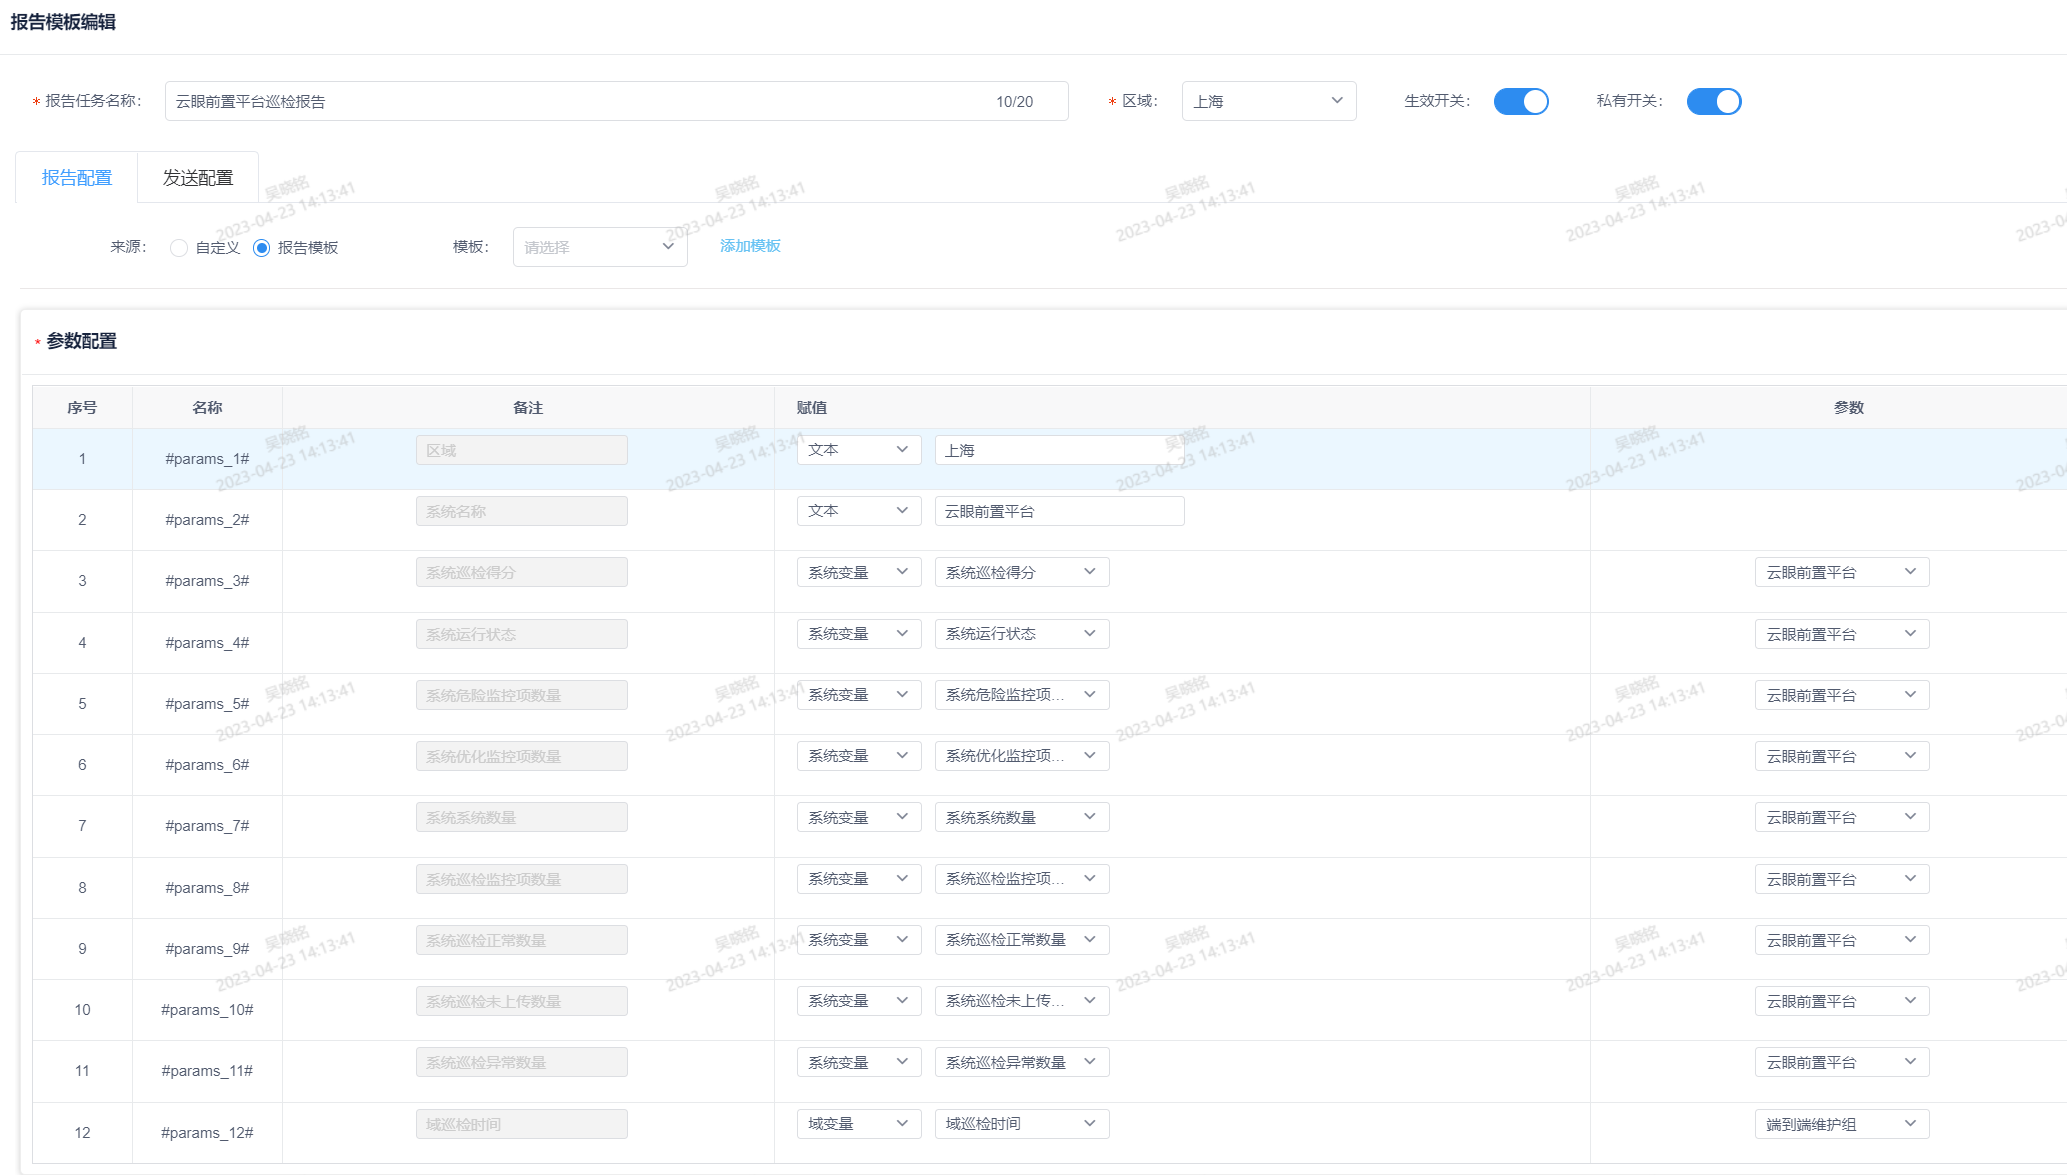 报告模板编辑
* 报告任务名称： 云眼前置平台巡检报告 10/20 * 区域： 上海 生效开关： 私有开关：
报告配置 发送配置
来源： 自定义 报告模板 模板： 请选择 添加模板
* 参数配置
序号 名称 备注 赋值 参数
1 #params_1# 区域 文本 上海
2 #params_2# 系统名称 文本 云眼前置平台
3 #params_3# 系统巡检得分 系统变量 系统巡检得分 云眼前置平台
4 #params_4# 系统运行状态 系统变量 系统运行状态 云眼前置平台
5 #params_5# 系统危险监控项数量 系统变量 系统危险监控项... 云眼前置平台
6 #params_6# 系统优化监控项数量 系统变量 系统优化监控项... 云眼前置平台
7 #params_7# 系统系统数量 系统变量 系统系统数量 云眼前置平台
8 #params_8# 系统巡检监控项数量 系统变量 系统巡检监控项... 云眼前置平台
9 #params_9# 系统巡检正常数量 系统变量 系统巡检正常数量 云眼前置平台
10 #params_10# 系统巡检未上传数量 系统变量 系统巡检未上传... 云眼前置平台
11 #params_11# 系统巡检异常数量 系统变量 系统巡检异常数量 云眼前置平台
12 #params_12# 域巡检时间 域变量 域巡检时间 端到端维护组
吴晓铭
2023-04-23 14:13:41